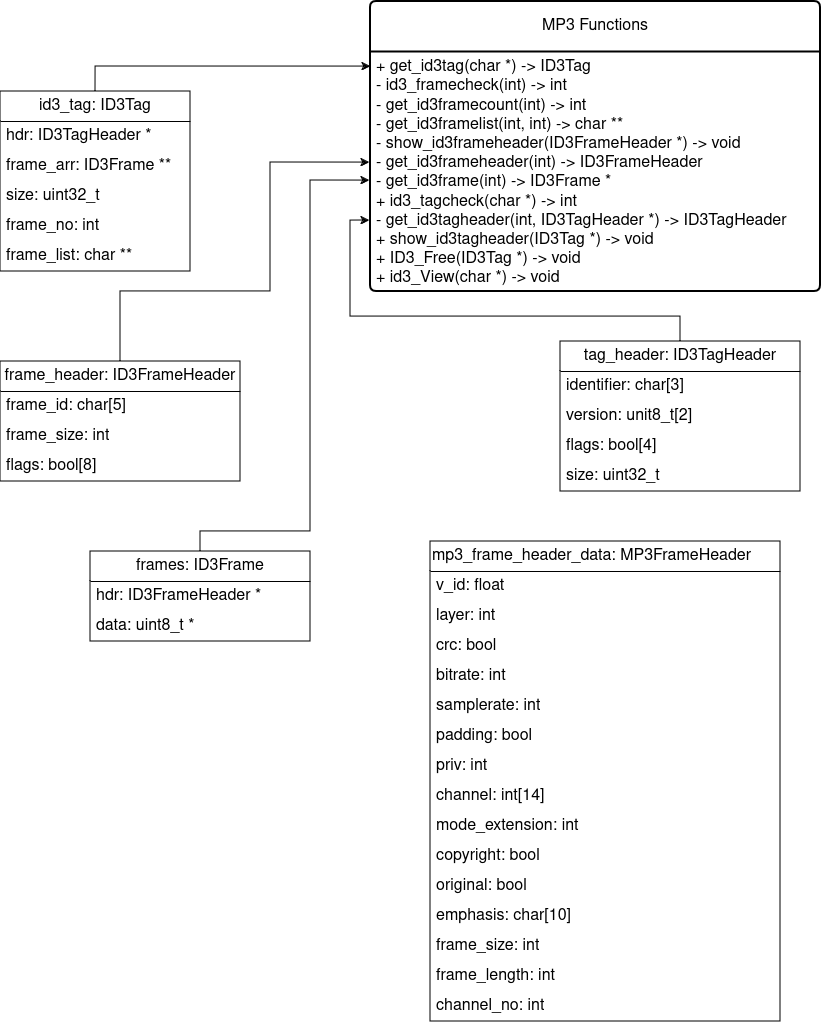 MP3 Functions
+ get_id3tag(char *) -> ID3Tag
- id3_framecheck(int) -> int
- get_id3framecount(int) -> int
- get_id3framelist(int, int) -> char **
- show_id3frameheader(ID3FrameHeader *) -> void
- get_id3frameheader(int) -> ID3FrameHeader
- get_id3frame(int) -> ID3Frame *
+ id3_tagcheck(char *) -> int
- get_id3tagheader(int, ID3TagHeader *) -> ID3TagHeader
+ show_id3tagheader(ID3Tag *) -> void
+ ID3_Free(ID3Tag *) -> void
+ id3_View(char *) -> void
id3_tag: ID3Tag
hdr: ID3TagHeader *
frame_arr: ID3Frame **
size: uint32_t
frame_no: int
frame_list: char **
frame_header: ID3FrameHeader
frame_id: char[5]
frame_size: int
flags: bool[8]
tag_header: ID3TagHeader
identifier: char[3]
version: unit8_t[2]
flags: bool[4]
size: uint32_t
frames: ID3Frame
hdr: ID3FrameHeader *
data: uint8_t *
mp3_frame_header_data: MP3FrameHeader
v_id: float
layer: int
crc: bool
bitrate: int
samplerate: int
padding: bool
priv: int
channel: int[14]
mode_extension: int
copyright: bool
original: bool
emphasis: char[10]
frame_size: int
frame_length: int
channel_no: int